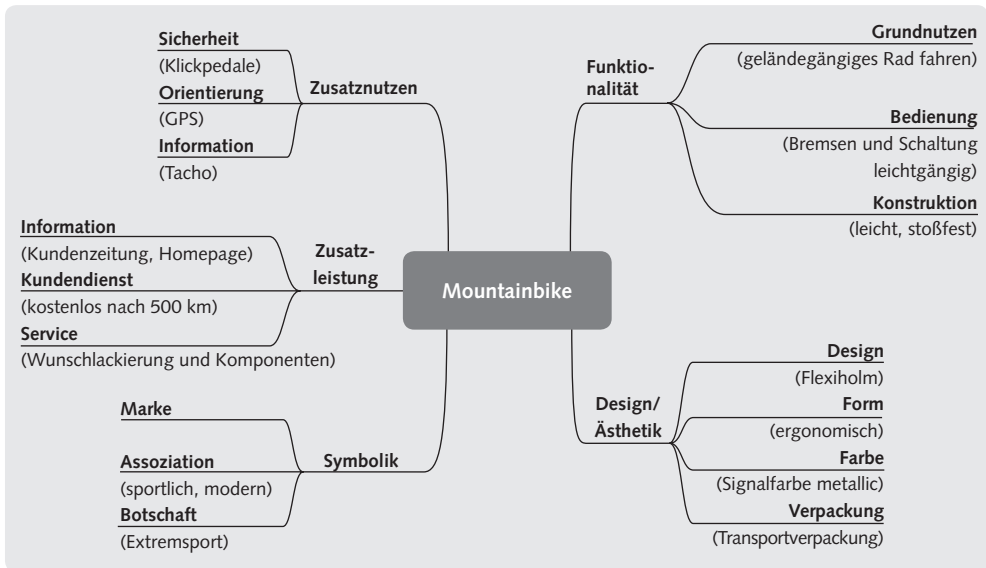 Sicherheit
(Klickpedale)
Orientierung
(GPS)
Information
(Tacho)
Zusatznutzen
Information
(Kundenzeitung, Homepage)
Kundendienst
(kostenlos nach 500 km)
Service
(Wunschlackierung und Komponenten)
Zusatz-
leistung
Marke
Assoziation
(sportlich, modern)
Botschaft
(Extremsport)
Symbolik
Mountainbike
Funktio-
nalität
Grundnutzen
(geländegängiges Rad fahren)
Bedienung
(Bremsen und Schaltung
leichtgängig)
Konstruktion
(leicht, stoßfest)
Design/
Ästhetik
Design
(Flexiholm)
Form
(ergonomisch)
Farbe
(Signalfarbe metallic)
Verpackung
(Transportverpackung)